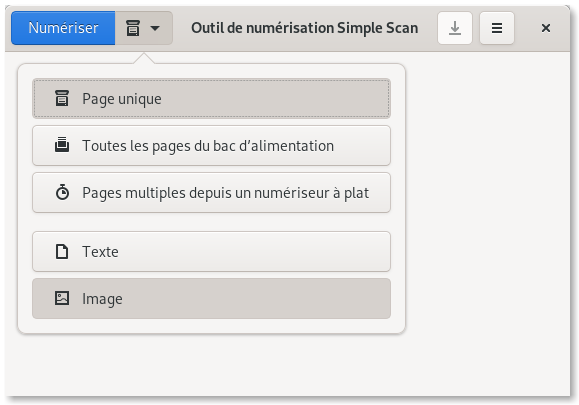 Numériser
Outil de numérisation Simple Scan
Page unique
Toutes les pages du bac d’alimentation
Pages multiples depuis un numériseur à plat
Texte
Image